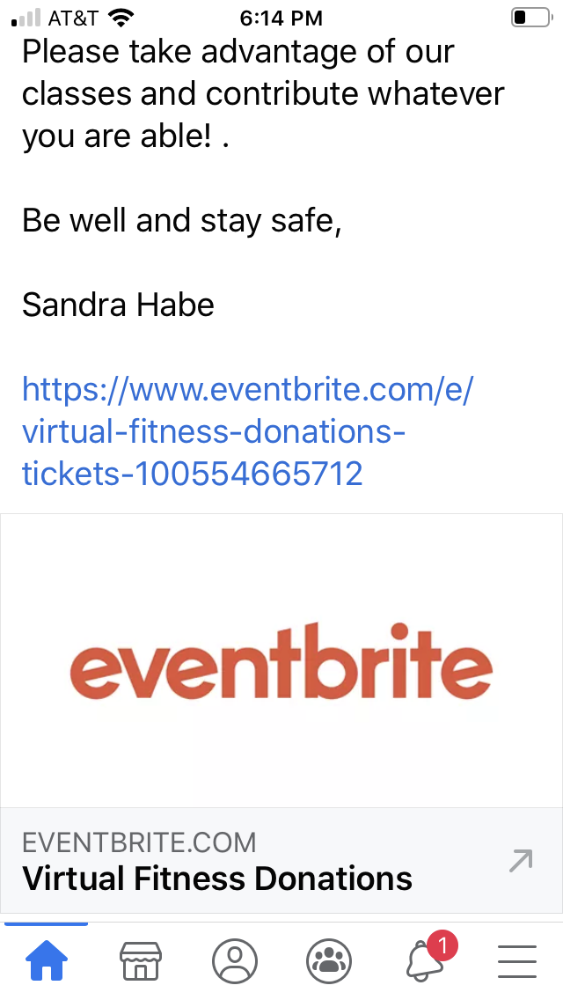 AT&T 6:14 PM
Please take advantage of our
classes and contribute whatever
you are able! .
Be well and stay safe,
Sandra Habe
https://www.eventbrite.com/e/
virtual-fitness-donations-
tickets-100554665712
eventbrite
EVENTBRITE.COM
Virtual Fitness Donations
1